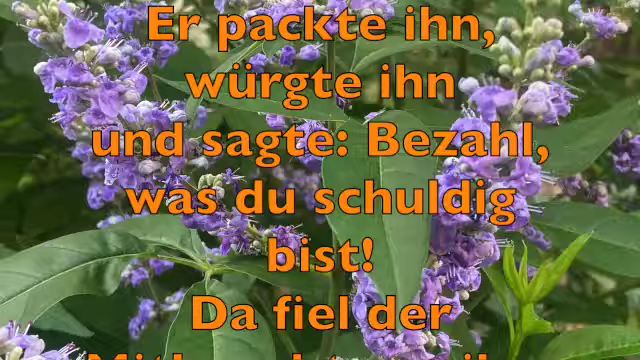 Er packte ihn,
würgte ihn
und sagte: Bezahl,
was du schuldig
bist!
Da fiel der